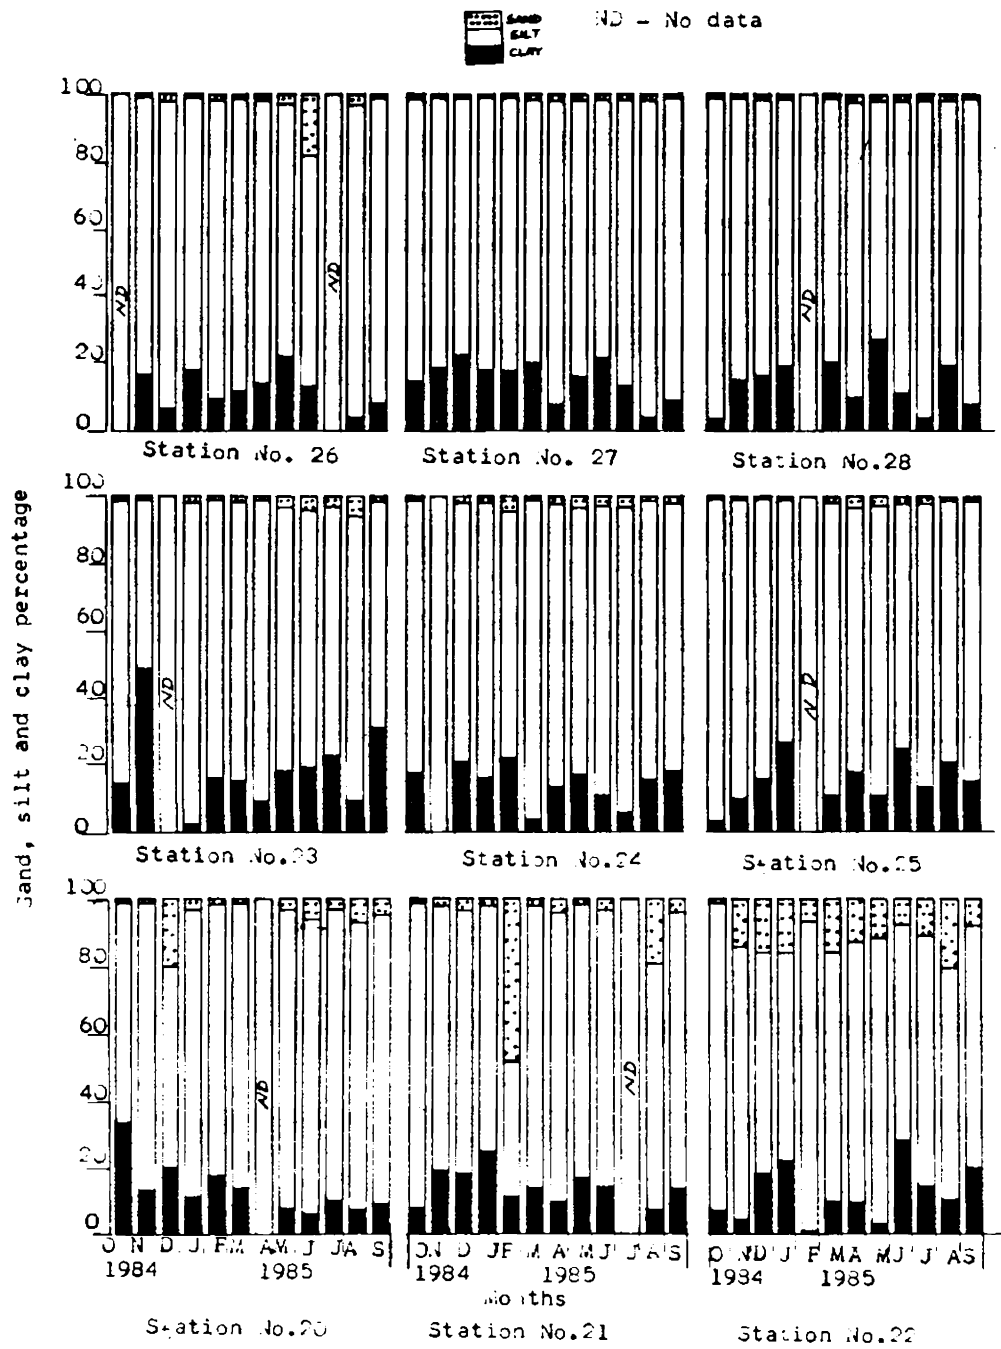 SAND
SILT
CLAY
ND - No data
Sand, silt and clay percentage
100
80
60
40
20
0
ND
ND
ND
Station No. 26
Station No. 27
Station No.28
100
80
60
40
20
0
ND
ND
Station No.23
Station No.24
Station No.25
100
80
60
40
20
0
ND
ND
O N D J F M A M J J A S
O N D J F M A M J J A S
O N D J F M A M J J A S
1984 1985
1984 1985
1984 1985
Months
Station No.20
Station No.21
Station No.22